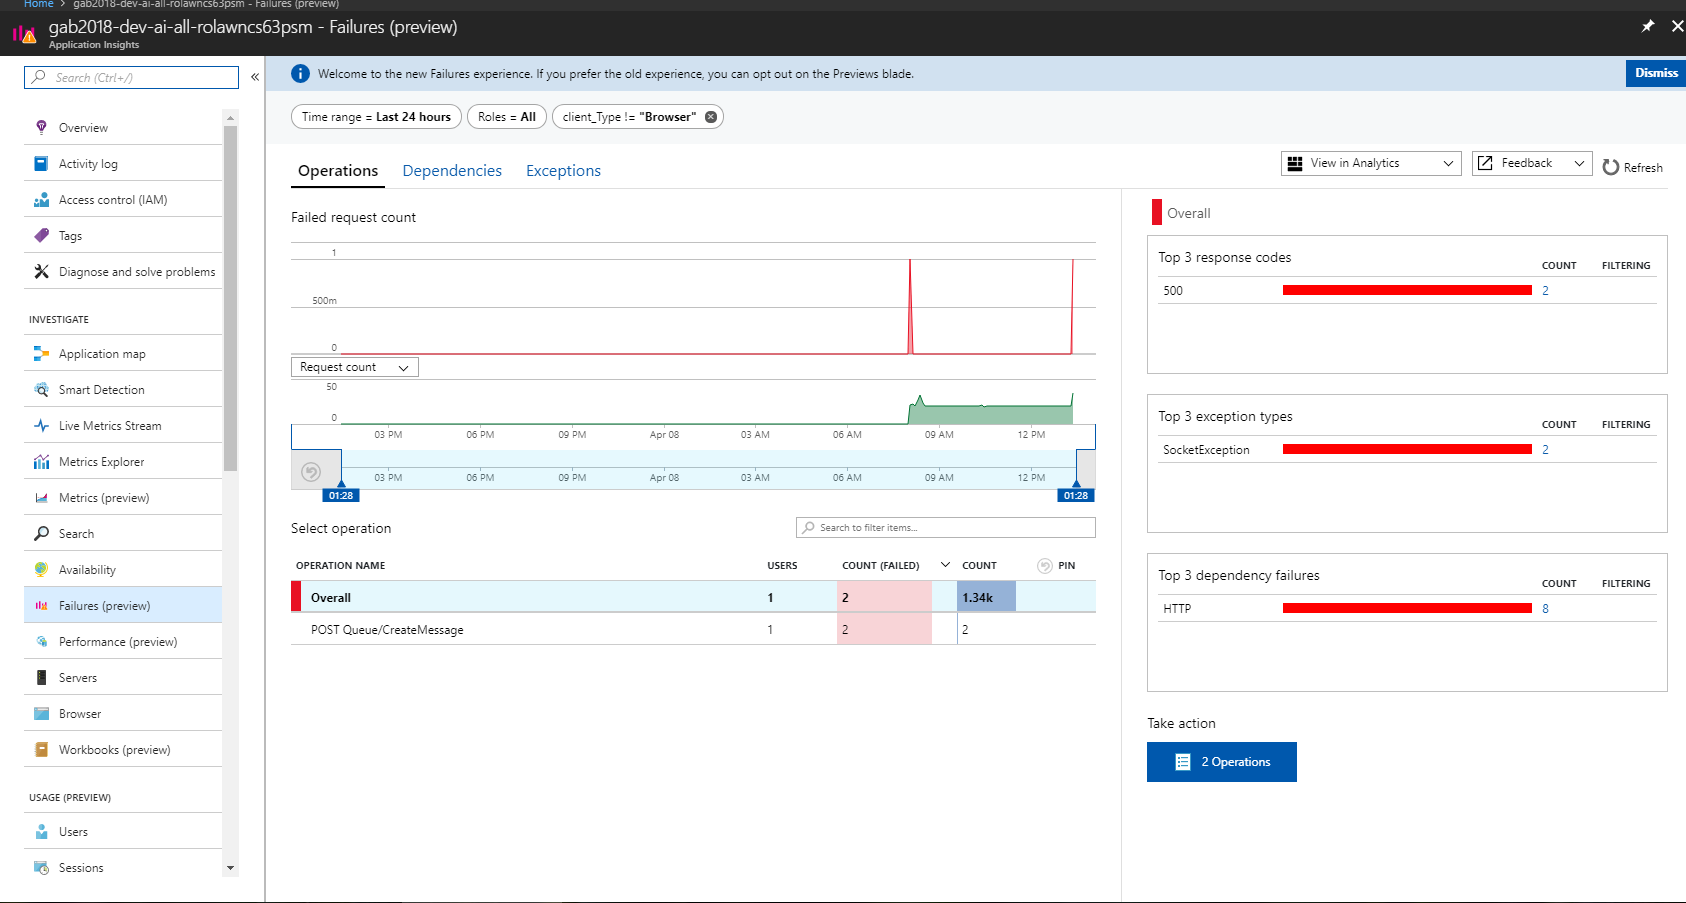 Home > gab2018-dev-ai-all-rolawncs63psm - Failures (preview)
gab2018-dev-ai-all-rolawncs63psm - Failures (preview)
Application Insights
Search (Ctrl+/)
Overview
Activity log
Access control (IAM)
Tags
Diagnose and solve problems
INVESTIGATE
Application map
Smart Detection
Live Metrics Stream
Metrics Explorer
Metrics (preview)
Search
Availability
Failures (preview)
Performance (preview)
Servers
Browser
Workbooks (preview)
USAGE (PREVIEW)
Users
Sessions
Welcome to the new Failures experience. If you prefer the old experience, you can opt out on the Previews blade.
Dismiss
Time range = Last 24 hours
Roles = All
client_Type != "Browser"
Operations Dependencies Exceptions
View in Analytics
Feedback
Refresh
Failed request count
1
500m
0
Request count
50
0
03 PM 06 PM 09 PM Apr 08 03 AM 06 AM 09 AM 12 PM
03 PM 06 PM 09 PM Apr 08 03 AM 06 AM 09 AM 12 PM
01:28 01:28
Select operation
Search to filter items...
OPERATION NAME USERS COUNT (FAILED) COUNT PIN
Overall 1 2 1.34k
POST Queue/CreateMessage 1 2 2
Overall
Top 3 response codes
COUNT FILTERING
500 2
Top 3 exception types
COUNT FILTERING
SocketException 2
Top 3 dependency failures
COUNT FILTERING
HTTP 8
Take action
2 Operations